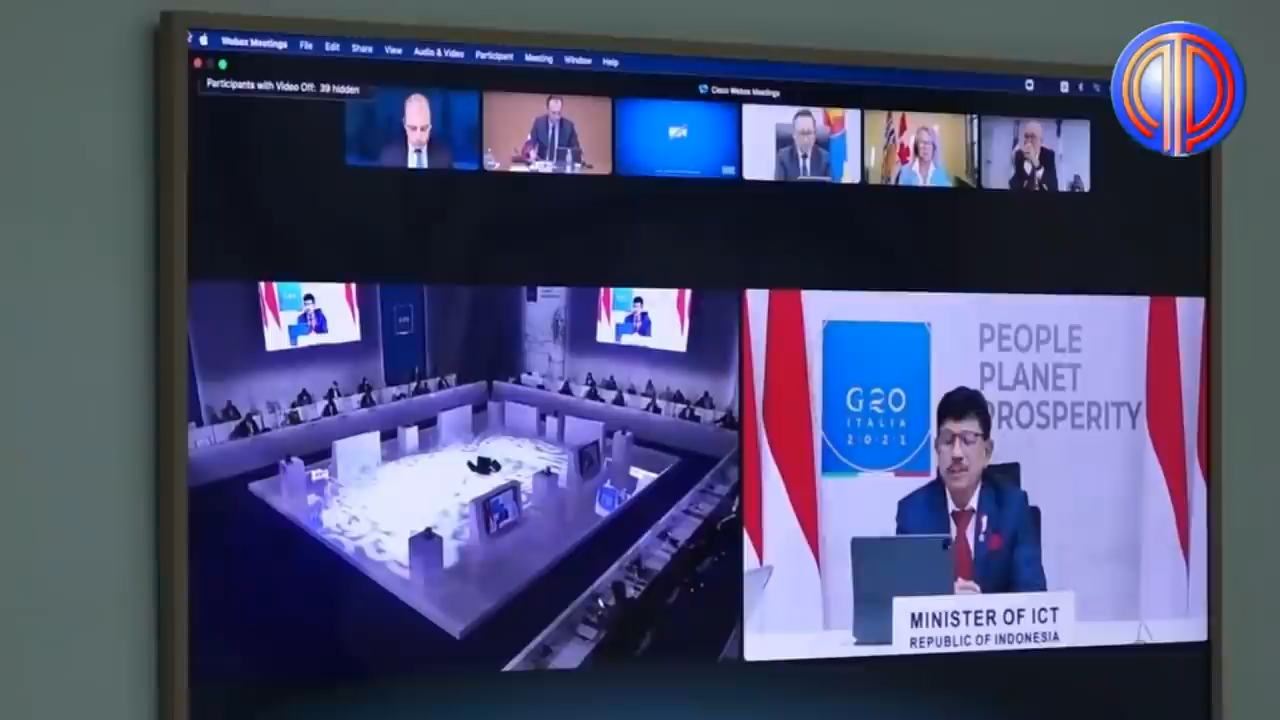 Webex Meetings File Edit Share View Audio & Video Participant Meeting Window Help
Participants with Video Off: 39 hidden
Cisco Webex Meetings
G20
ITALIA
2021
PEOPLE
PLANET
PROSPERITY
MINISTER OF ICT
REPUBLIC OF INDONESIA